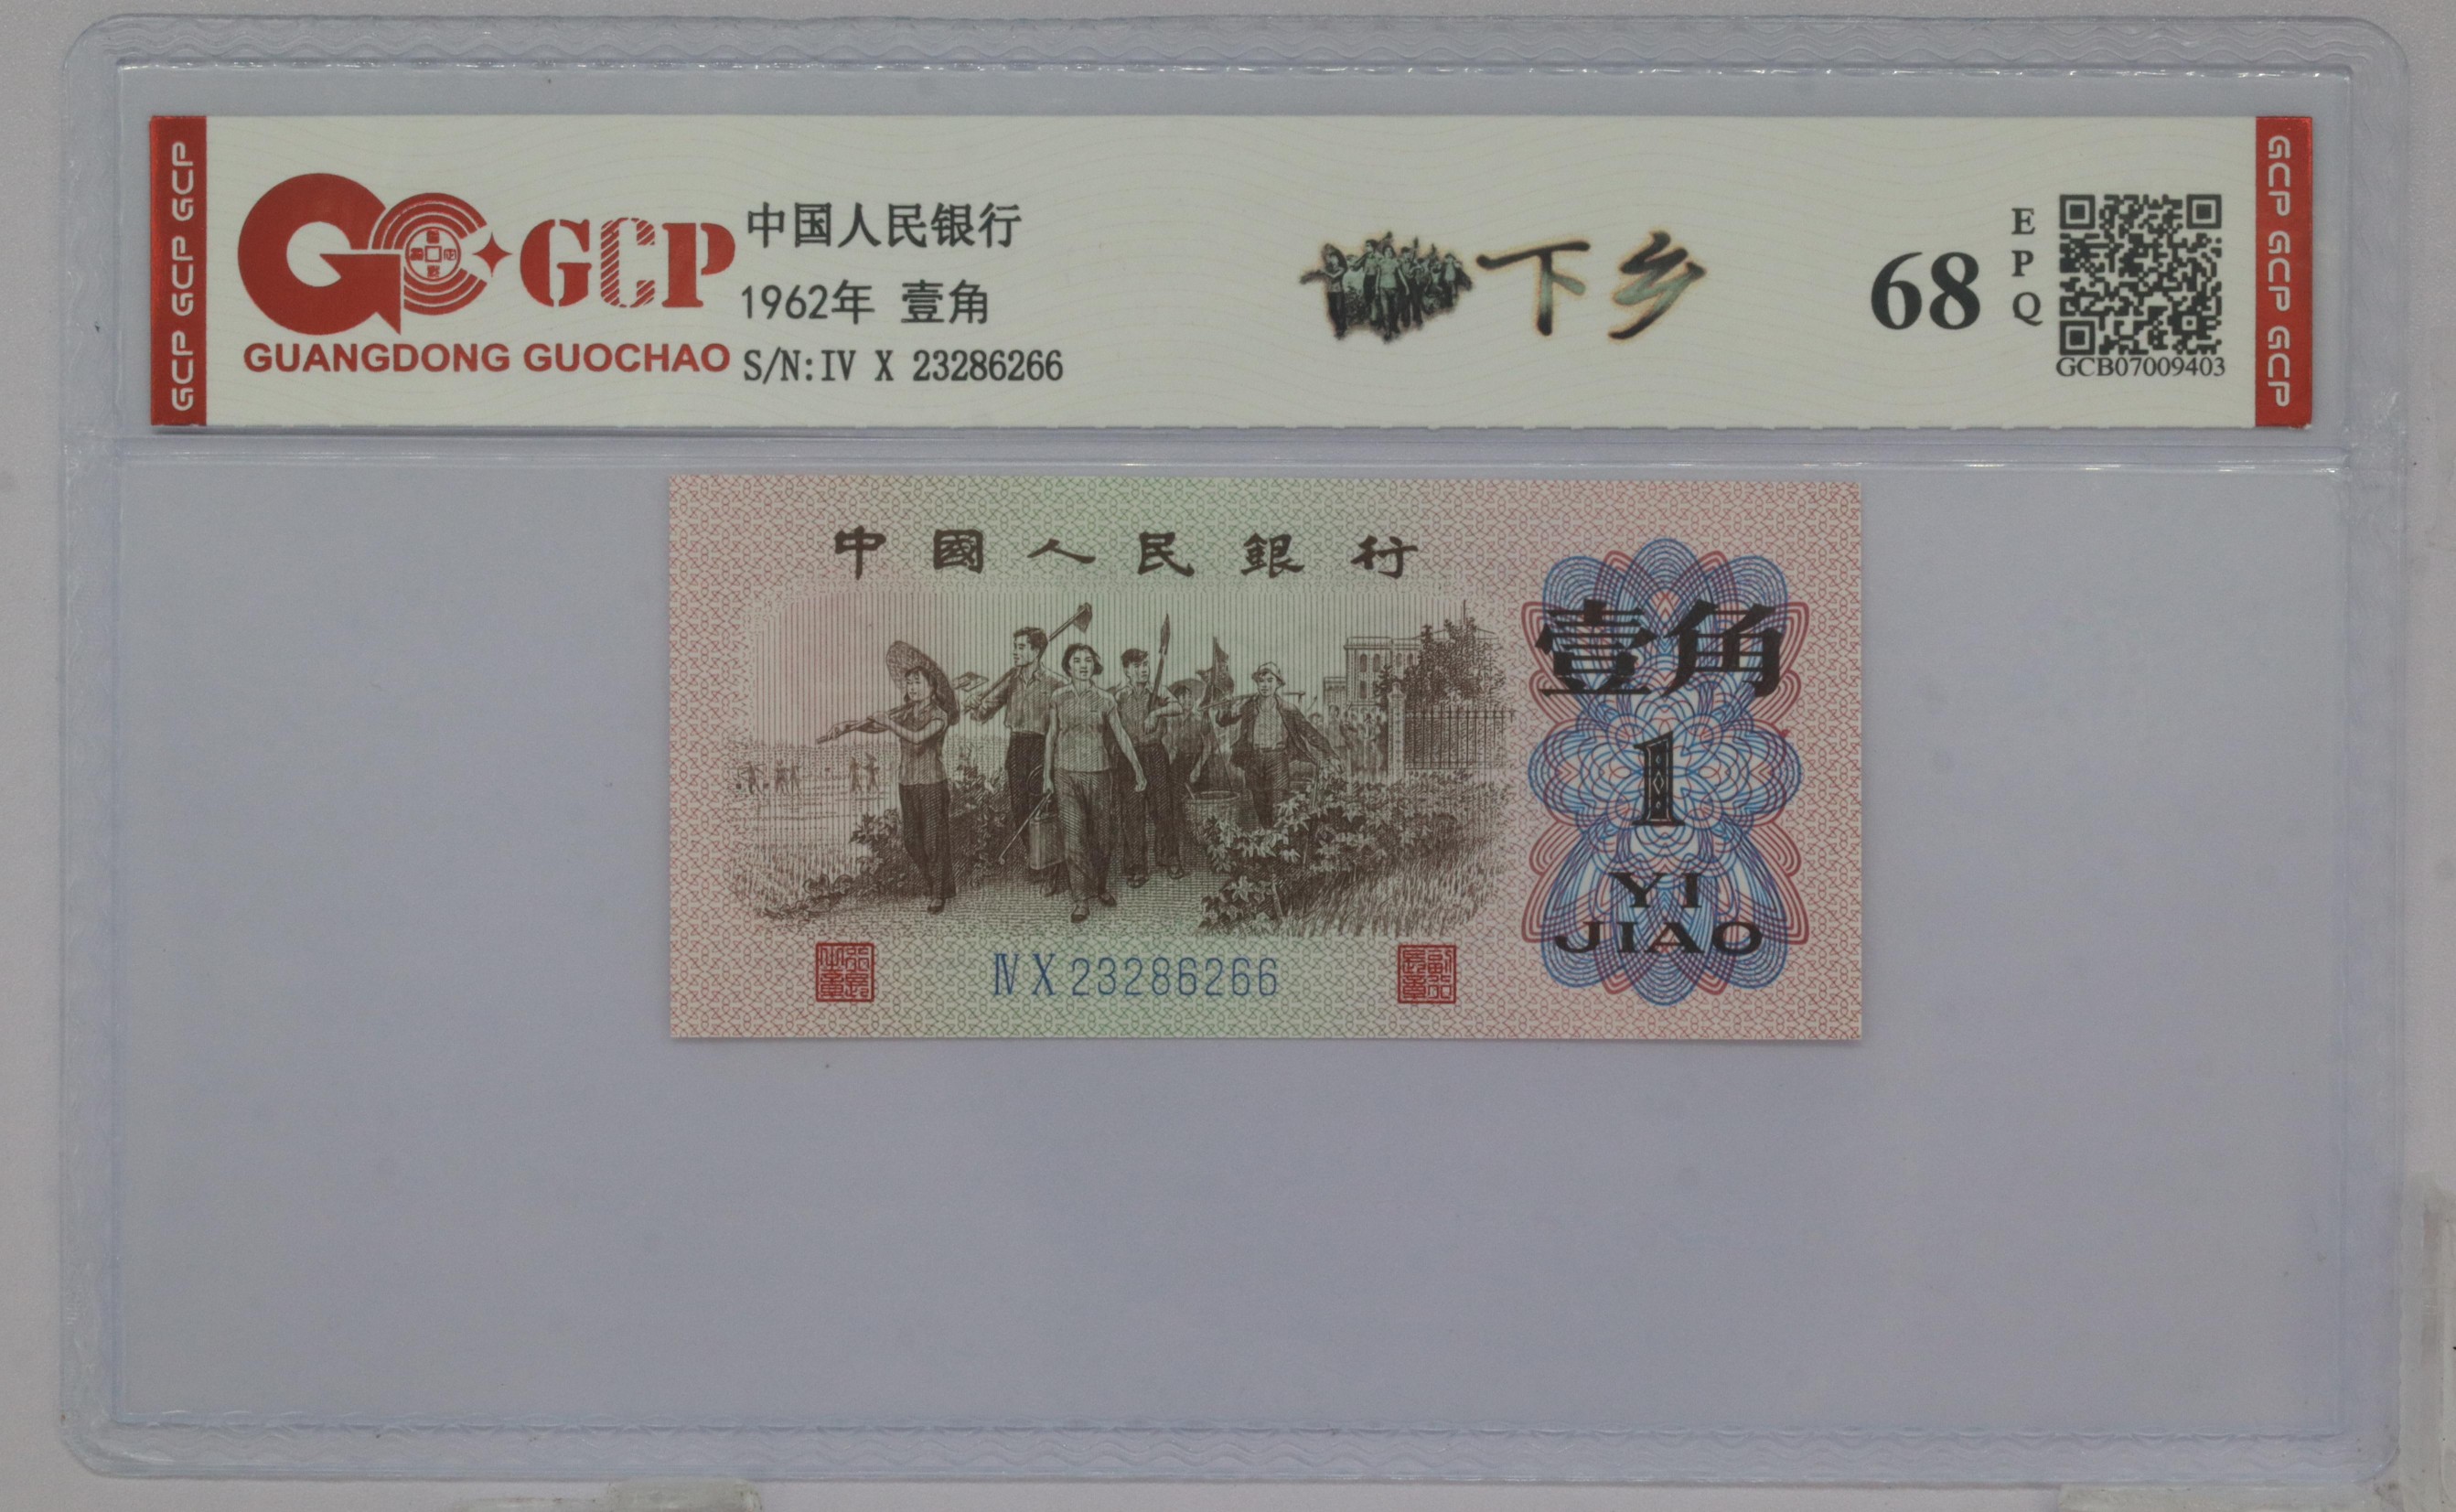 GCP GCP GCP
GCP
GUANGDONG GUOCHAO
中国人民银行
1962年 壹角
S/N:IV X 23286266
下乡
68
EPQ
GCB07009403
GCP GCP GCP
中國人民銀行
壹角
1
YI
JIAO
IV X 23286266